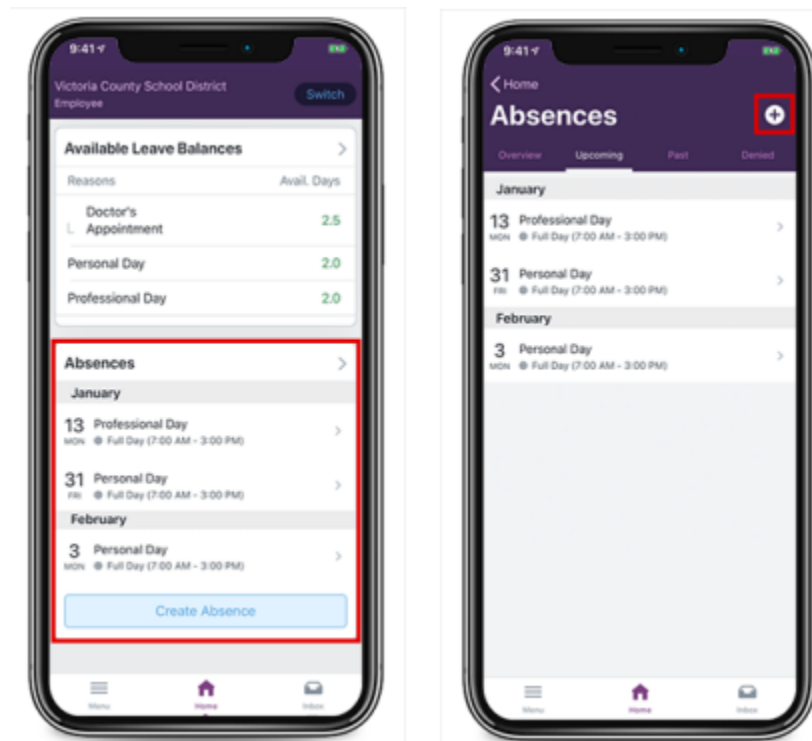 9:41
Victoria County School District
Employee
Switch
Available Leave Balances
Reasons Avail. Days
Doctor's
Appointment 2.5
Personal Day 2.0
Professional Day 2.0
Absences
January
13 Professional Day
MON Full Day (7:00 AM - 3:00 PM)
31 Personal Day
FRI Full Day (7:00 AM - 3:00 PM)
February
3 Personal Day
MON Full Day (7:00 AM - 3:00 PM)
Create Absence
Menu Home Inbox
9:41
Home
Absences
Overview Upcoming Past Denied
January
13 Professional Day
MON Full Day (7:00 AM - 3:00 PM)
31 Personal Day
FRI Full Day (7:00 AM - 3:00 PM)
February
3 Personal Day
MON Full Day (7:00 AM - 3:00 PM)
Menu Home Inbox